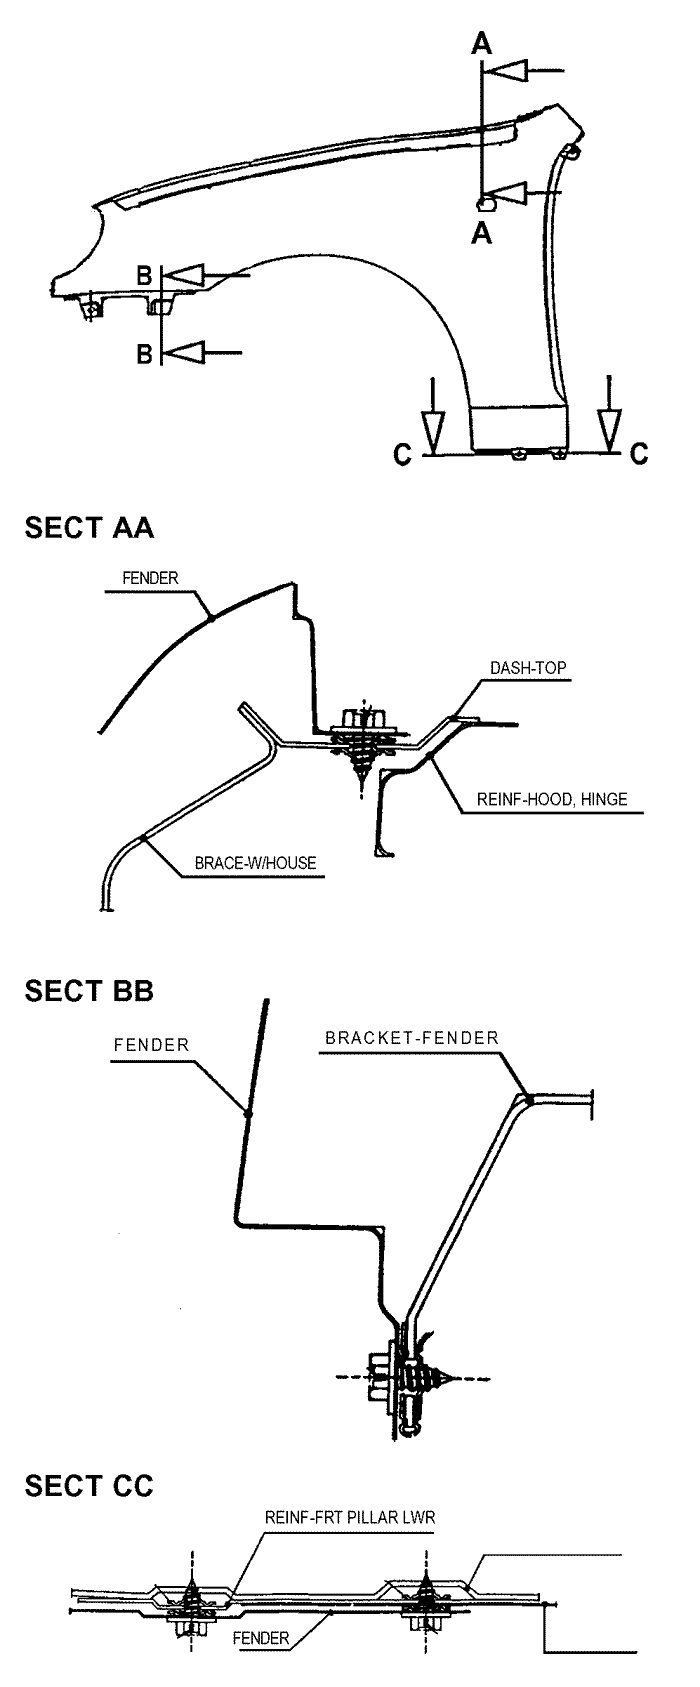 A
A
B
B
C
C
SECT AA
FENDER
DASH-TOP
REINF-HOOD, HINGE
BRACE-W/HOUSE
SECT BB
FENDER
BRACKET-FENDER
SECT CC
REINF-FRT PILLAR LWR
FENDER